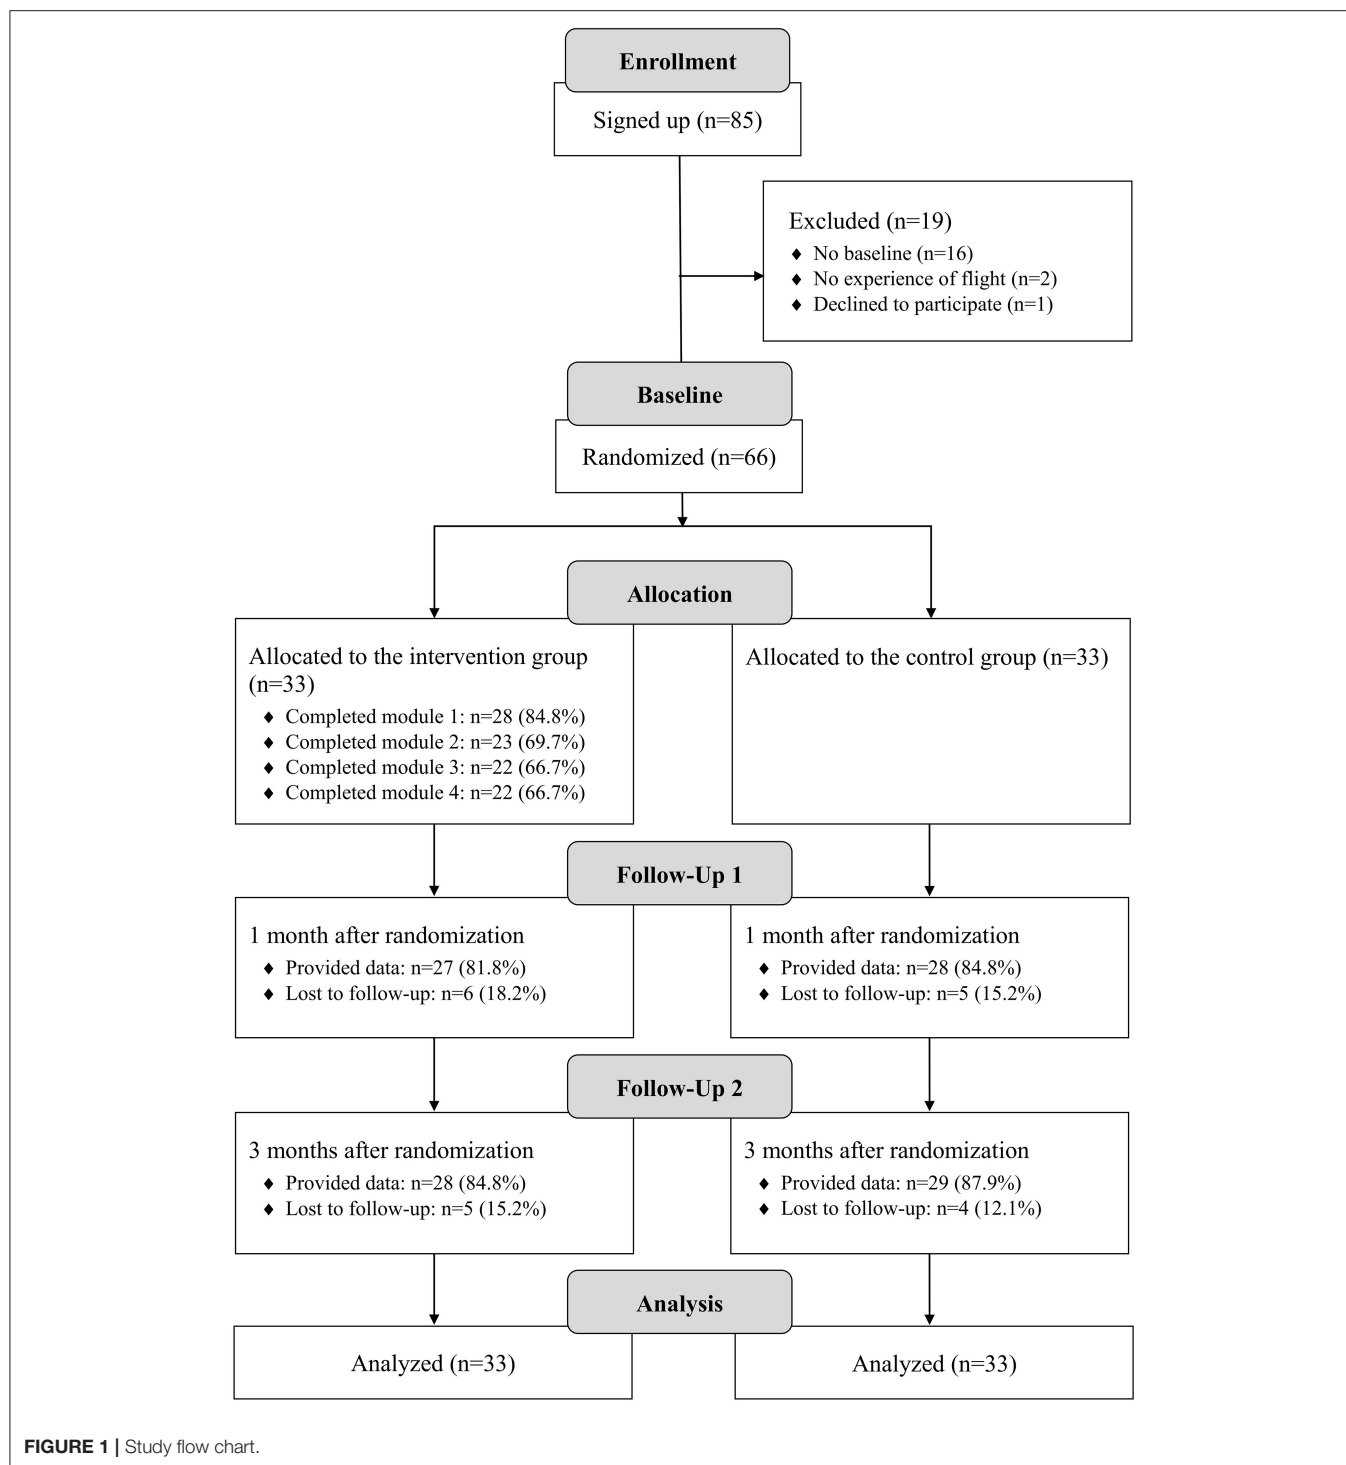 Enrollment
Signed up (n=85)
Excluded (n=19)
♦ No baseline (n=16)
♦ No experience of flight (n=2)
♦ Declined to participate (n=1)
Baseline
Randomized (n=66)
Allocation
Allocated to the intervention group
(n=33)
♦ Completed module 1: n=28 (84.8%)
♦ Completed module 2: n=23 (69.7%)
♦ Completed module 3: n=22 (66.7%)
♦ Completed module 4: n=22 (66.7%)
Allocated to the control group (n=33)
Follow-Up 1
1 month after randomization
♦ Provided data: n=27 (81.8%)
♦ Lost to follow-up: n=6 (18.2%)
1 month after randomization
♦ Provided data: n=28 (84.8%)
♦ Lost to follow-up: n=5 (15.2%)
Follow-Up 2
3 months after randomization
♦ Provided data: n=28 (84.8%)
♦ Lost to follow-up: n=5 (15.2%)
3 months after randomization
♦ Provided data: n=29 (87.9%)
♦ Lost to follow-up: n=4 (12.1%)
Analysis
Analyzed (n=33)
Analyzed (n=33)
FIGURE 1 | Study flow chart.